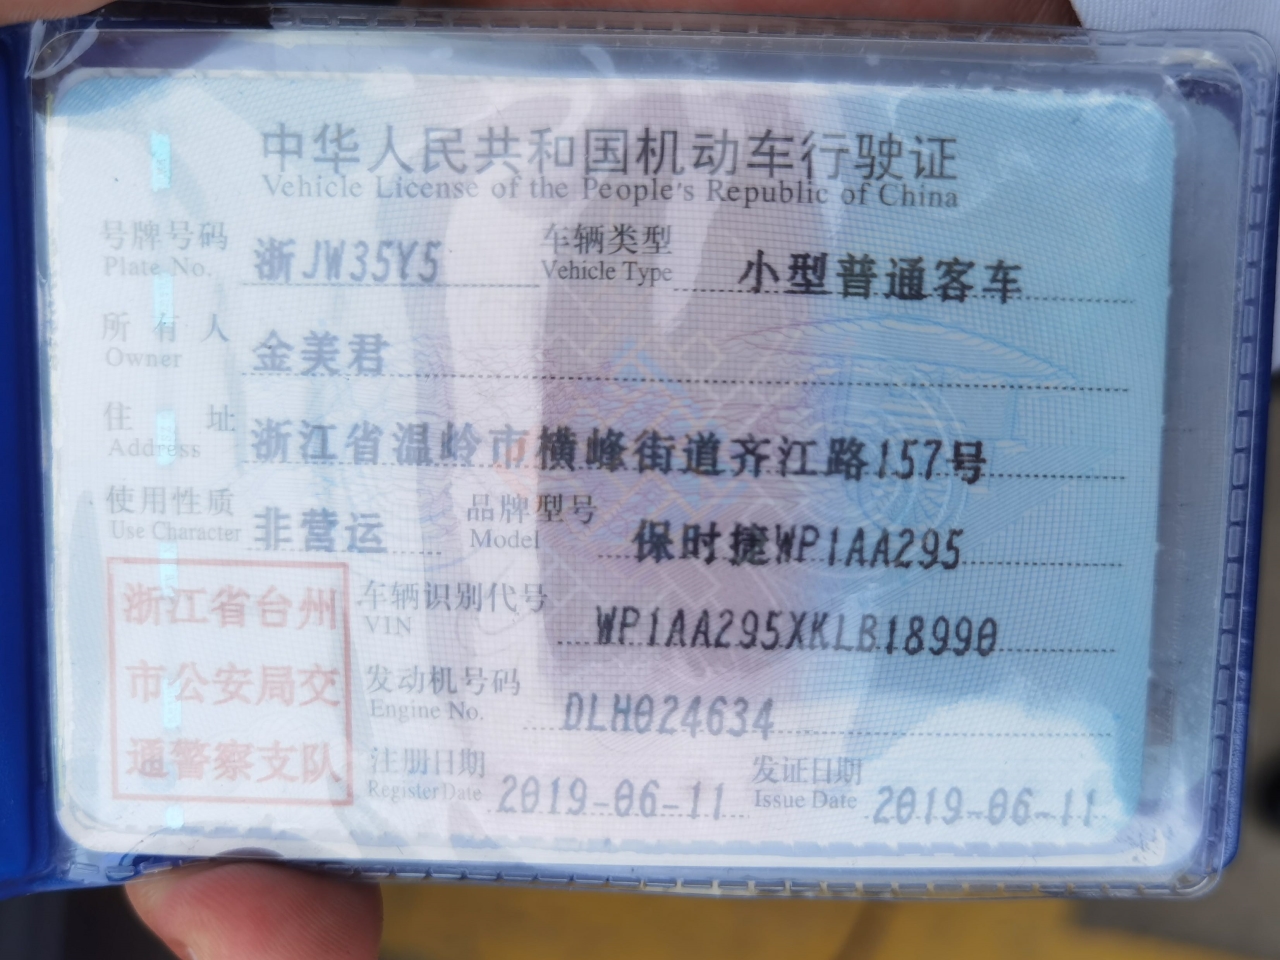 中华人民共和国机动车行驶证
Vehicle License of the People's Republic of China
号牌号码 浙JW35Y5 车辆类型 小型普通客车
Plate No. Vehicle Type
所有人 金美君
Owner
住址 浙江省温岭市横峰街道齐江路157号
Address
使用性质 非营运 品牌型号 保时捷WP1AA295
Use Character Model
浙江省台州
市公安局交
通警察支队
车辆识别代号 WP1AA295XKLB18990
VIN
发动机号码 DLH024634
Engine No.
注册日期 2019-06-11 发证日期 2019-06-11
Register Date Issue Date